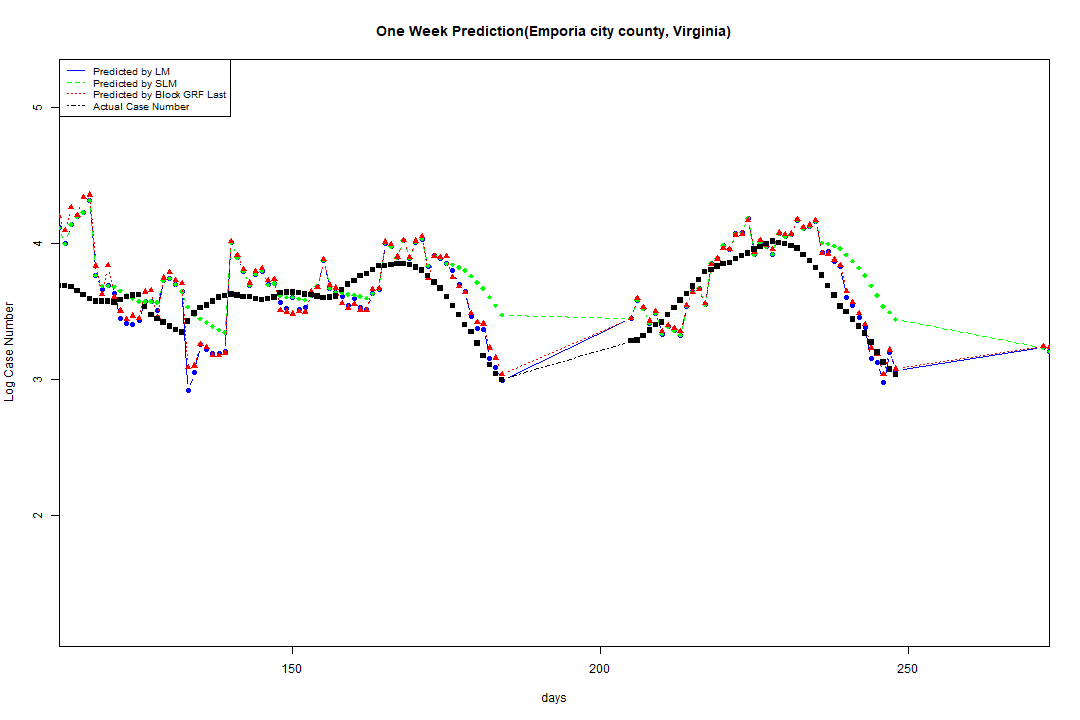 One Week Prediction(Emporia city county, Virginia)
Predicted by LM
Predicted by SLM
Predicted by Block GRF Last
Actual Case Number
Log Case Number
5
4
3
2
150
200
250
days